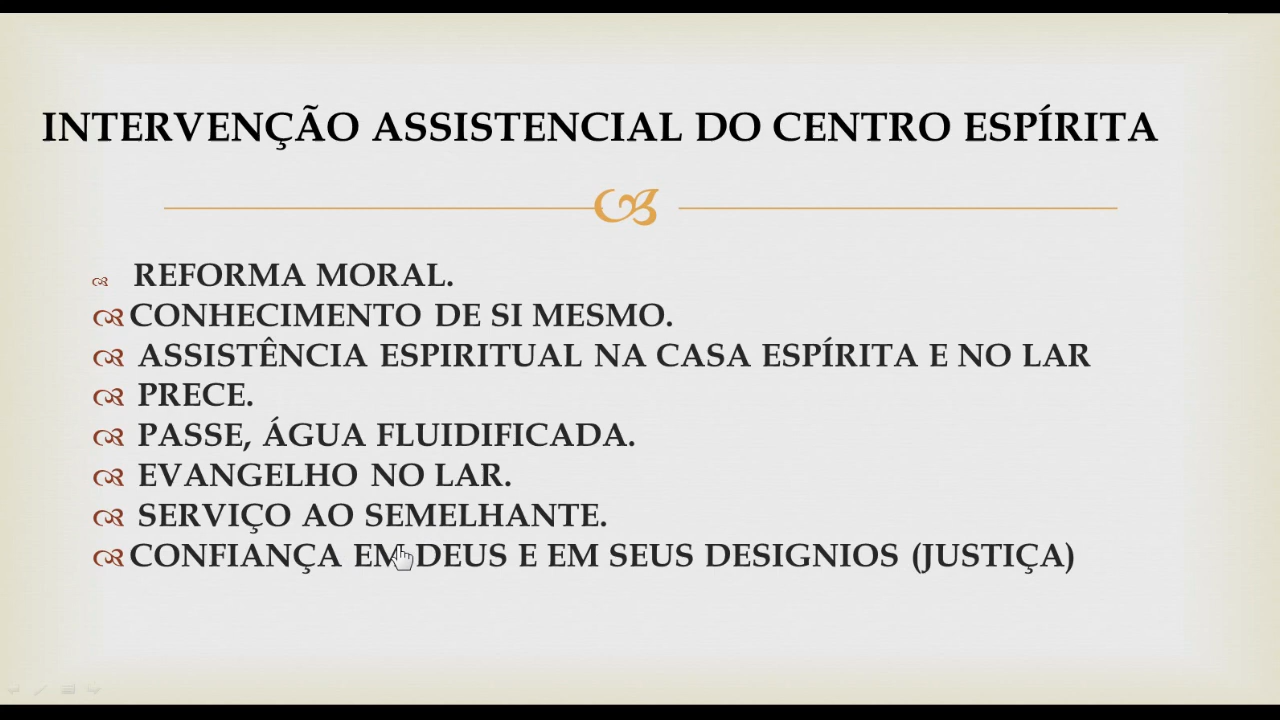 INTERVENÇÃO ASSISTENCIAL DO CENTRO ESPÍRITA
REFORMA MORAL.
CONHECIMENTO DE SI MESMO.
ASSISTÊNCIA ESPIRITUAL NA CASA ESPÍRITA E NO LAR
PRECE.
PASSE, ÁGUA FLUIDIFICADA.
EVANGELHO NO LAR.
SERVIÇO AO SEMELHANTE.
CONFIANÇA EM DEUS E EM SEUS DESIGNIOS (JUSTIÇA)